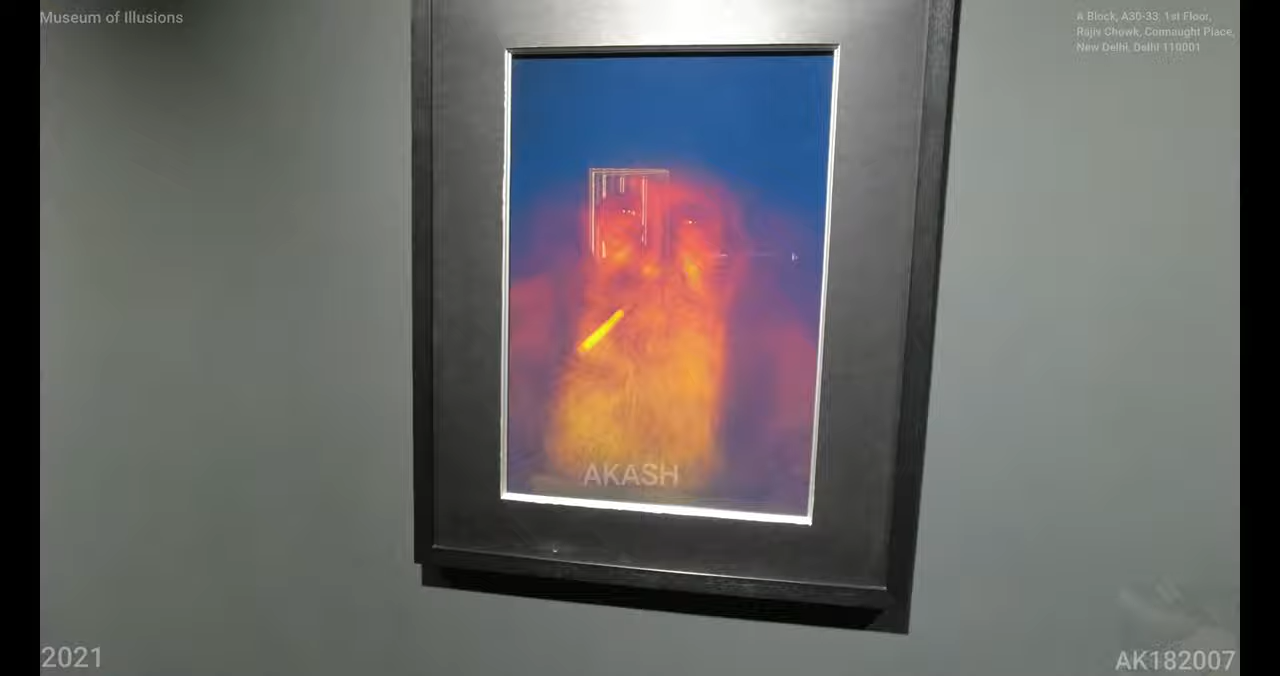 Museum of Illusions
A Block, A30-33, 1st Floor,
Rajiv Chowk, Connaught Place,
New Delhi, Delhi 110001
AKASH
2021
AK182007